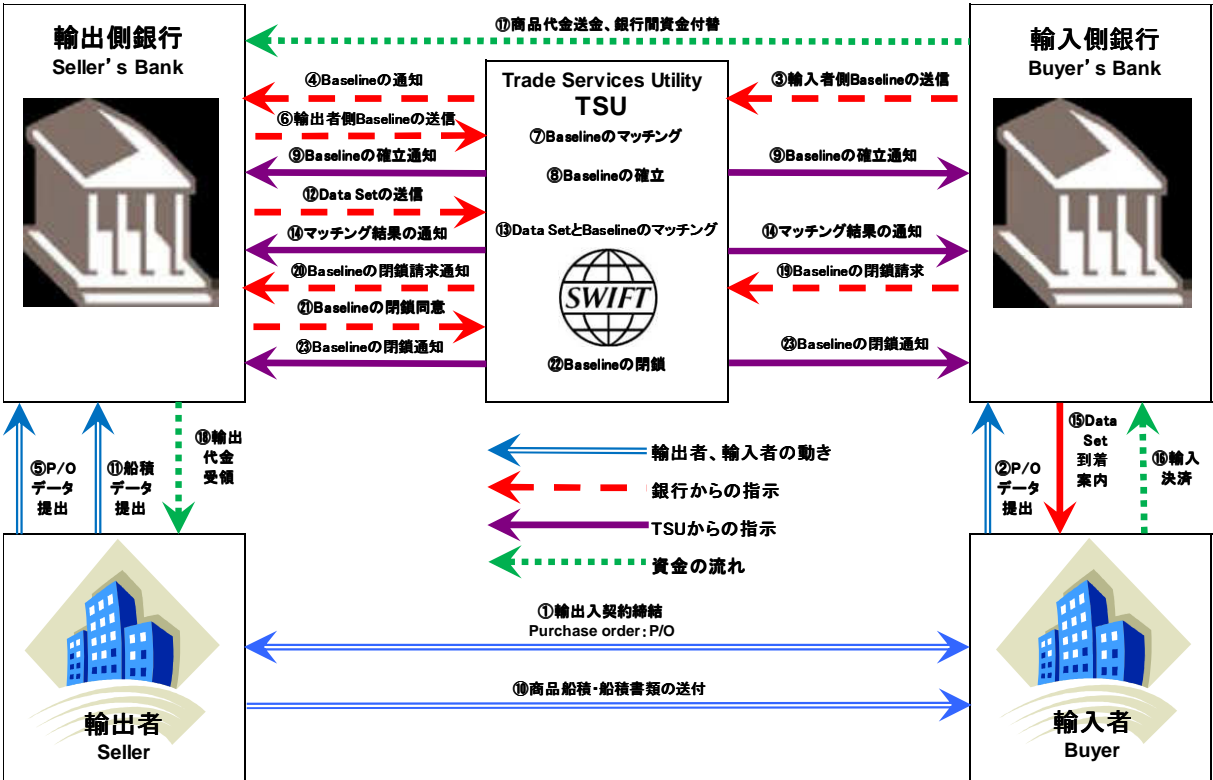 ⑰商品代金送金、銀行間資金付替
輸出側銀行
Seller's Bank
輸入側銀行
Buyer's Bank
Trade Services Utility
TSU
④Baselineの通知
③輸入者側Baselineの送信
⑥輸出者側Baselineの送信
⑦Baselineのマッチング
⑨Baselineの確立通知
⑧Baselineの確立
⑨Baselineの確立通知
⑫Data Setの送信
⑬Data SetとBaselineのマッチング
⑭マッチング結果の通知
⑭マッチング結果の通知
⑳Baselineの閉鎖請求通知
⑲Baselineの閉鎖請求
SWIFT
㉑Baselineの閉鎖同意
㉓Baselineの閉鎖通知
㉒Baselineの閉鎖
㉓Baselineの閉鎖通知
⑤P/O
データ
提出
⑪船積
データ
提出
⑱輸出
代金
受領
輸出者、輸入者の動き
銀行からの指示
TSUからの指示
資金の流れ
②P/O
データ
提出
⑮Data
Set
到着
案内
⑯輸入
決済
①輸出入契約締結
Purchase order:P/O
⑩商品船積・船積書類の送付
輸出者
Seller
輸入者
Buyer